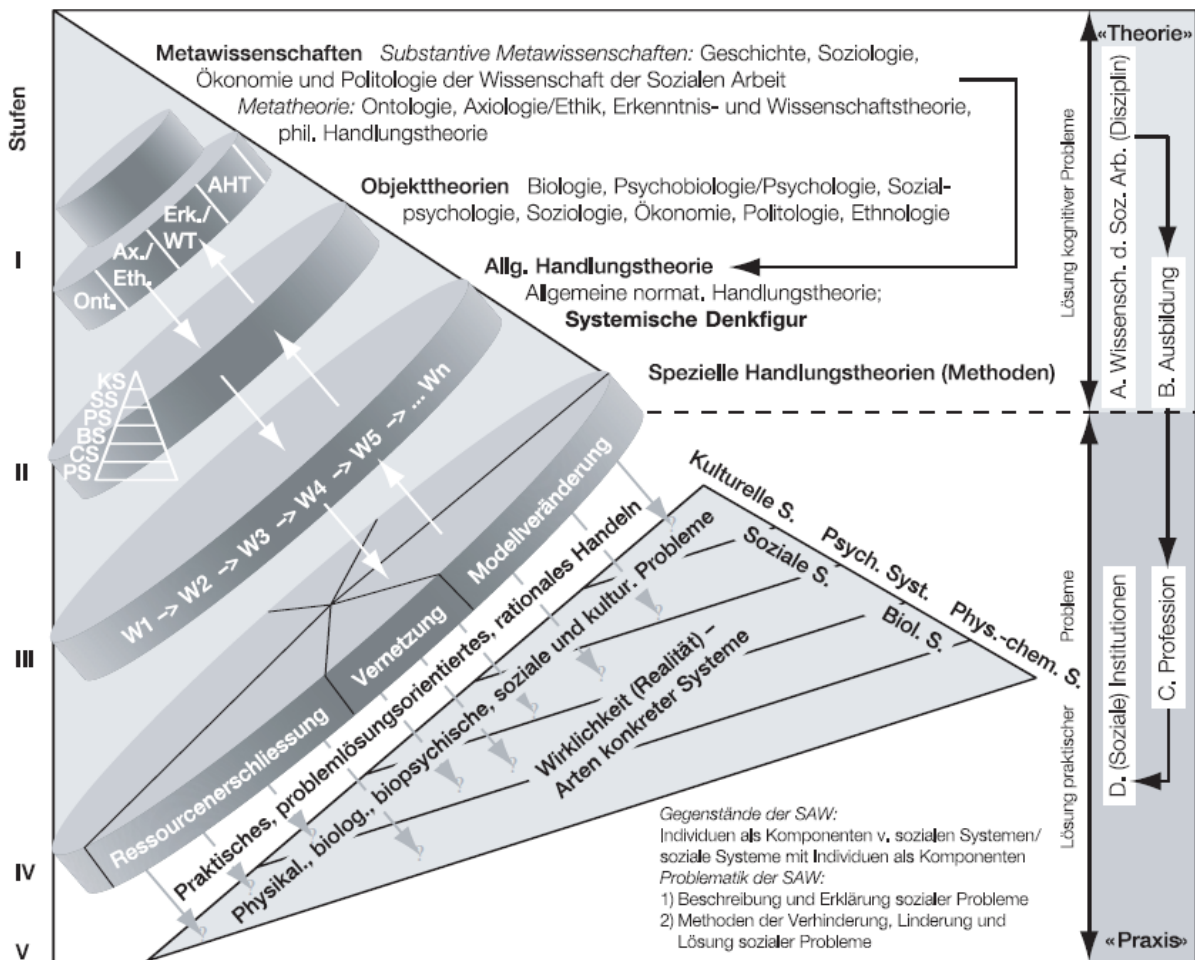 Stufen
I
II
III
IV
V
Metawissenschaften Substantive Metawissenschaften: Geschichte, Soziologie,
Ökonomie und Politologie der Wissenschaft der Sozialen Arbeit
Metatheorie: Ontologie, Axiologie/Ethik, Erkenntnis- und Wissenschaftstheorie,
phil. Handlungstheorie
Objekttheorien Biologie, Psychobiologie/Psychologie, Sozial-
psychologie, Soziologie, Ökonomie, Politologie, Ethnologie
Allg. Handlungstheorie
Allgemeine normat. Handlungstheorie;
Systemische Denkfigur
Spezielle Handlungstheorien (Methoden)
Ont.
Ax./
Eth.
Erk./
WT
AHT
KS
SS
PS
BS
CS
PS
W1 -> W2 -> W3 -> W4 -> W5 -> ... Wn
Ressourcenerschliessung
Vernetzung
Modellveränderung
Praktisches, problemlösungsorientiertes, rationales Handeln
?
?
?
?
?
?
?
?
?
Physikal., biolog., biopsychische, soziale und kultur. Probleme
Wirklichkeit (Realität) –
Arten konkreter Systeme
Kulturelle S.
Soziale S.
Psych. Syst.
Biol. S.
Phys.-chem. S.
Gegenstände der SAW:
Individuen als Komponenten v. sozialen Systemen/
soziale Systeme mit Individuen als Komponenten
Problematik der SAW:
1) Beschreibung und Erklärung sozialer Probleme
2) Methoden der Verhinderung, Linderung und
Lösung sozialer Probleme
«Theorie»
Lösung kognitiver Probleme
A. Wissensch. d. Soz. Arb. (Disziplin)
B. Ausbildung
Lösung praktischer Probleme
D. (Soziale) Institutionen
C. Profession
«Praxis»